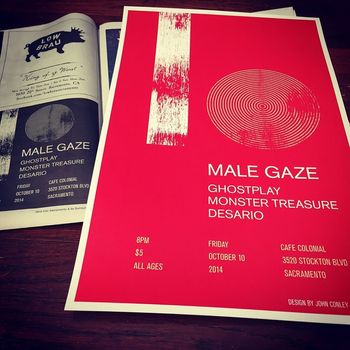 LOW
BRAU
"King of y' Wurst"
MALE GAZE
GHOSTPLAY
MONSTER TREASURE
DESARIO
FRIDAY
OCTOBER 10
2014
CAFE COLONIAL
3520 STOCKTON BLVD
SACRAMENTO
MALE GAZE
GHOSTPLAY
MONSTER TREASURE
DESARIO
8PM
$5
ALL AGES
FRIDAY
OCTOBER 10
2014
CAFE COLONIAL
3520 STOCKTON BLVD
SACRAMENTO
DESIGN BY JOHN CONLEY